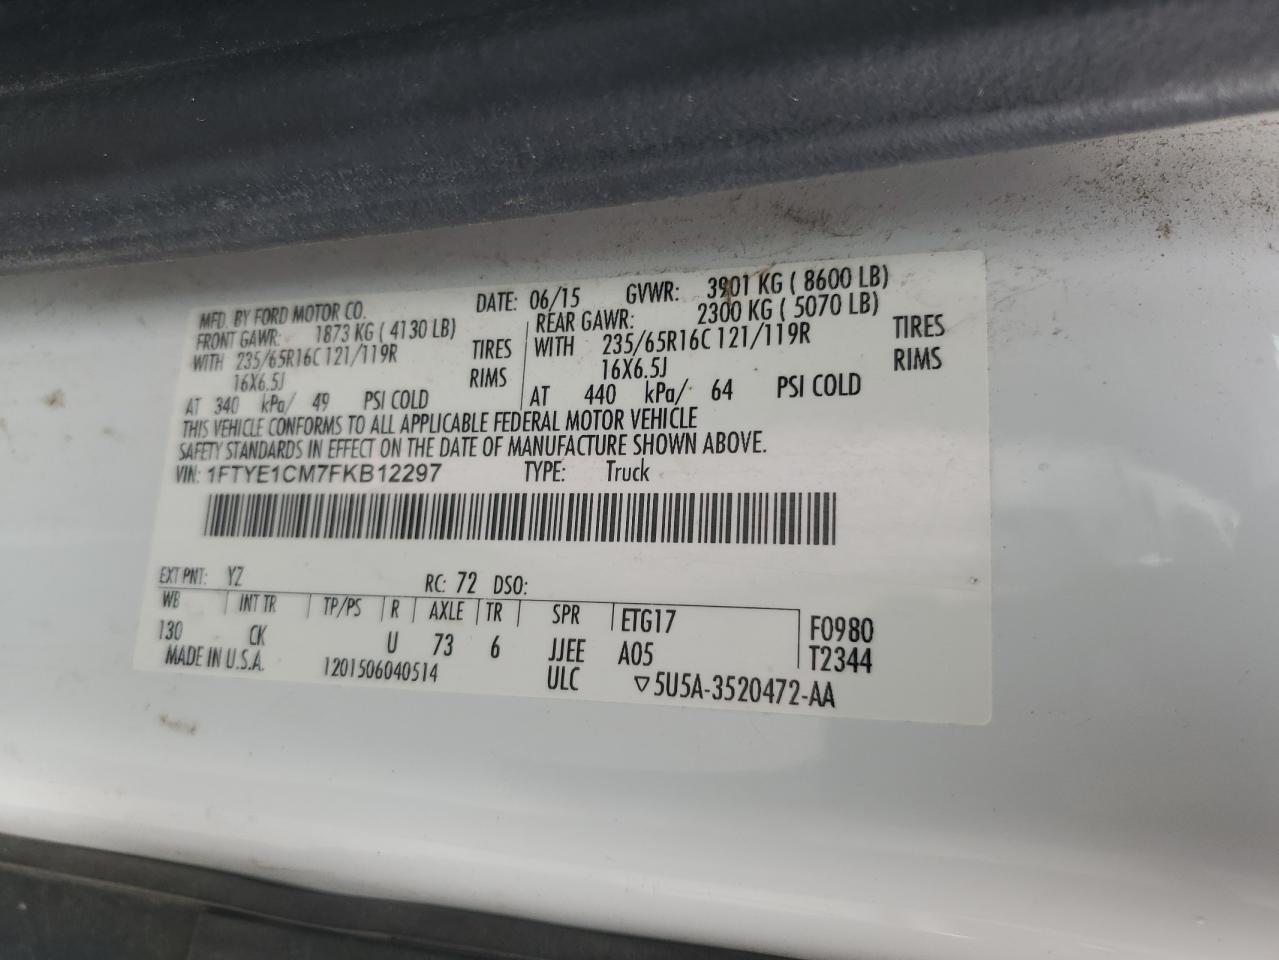 MFD. BY FORD MOTOR CO. DATE: 06/15 GVWR: 3901 KG ( 8600 LB)
FRONT GAWR: 1873 KG ( 4130 LB) REAR GAWR: 2300 KG ( 5070 LB)
WITH 235/65R16C 121/119R TIRES WITH 235/65R16C 121/119R TIRES
16X6.5J RIMS 16X6.5J RIMS
AT 340 kPa/ 49 PSI COLD AT 440 kPa/ 64 PSI COLD
THIS VEHICLE CONFORMS TO ALL APPLICABLE FEDERAL MOTOR VEHICLE
SAFETY STANDARDS IN EFFECT ON THE DATE OF MANUFACTURE SHOWN ABOVE.
VIN: 1FTYE1CM7FKB12297 TYPE: Truck
EXT PNT: YZ RC: 72 DSO:
WB INT TR TP/PS R AXLE TR SPR ETG17 F0980
130 CK U 73 6 JJEE A05 T2344
MADE IN U.S.A. 1201506040514 ULC ▽5U5A-3520472-AA